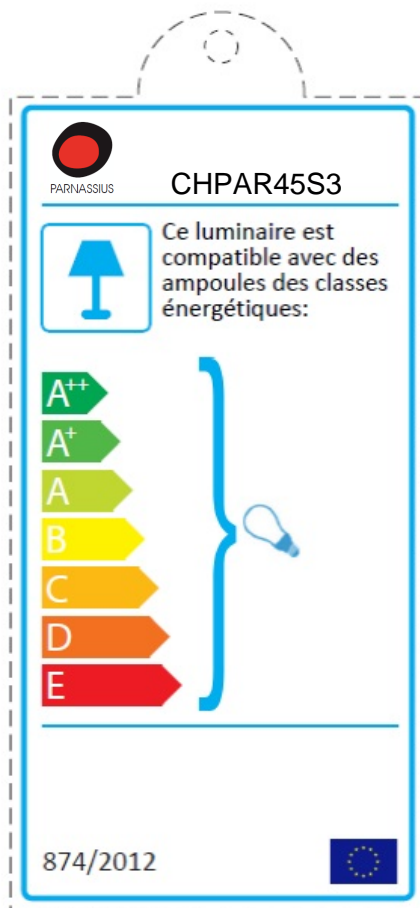 PARNASSIUS
CHPAR45S3
Ce luminaire est
compatible avec des
ampoules des classes
énergétiques:
A++
A+
A
B
C
D
E
874/2012